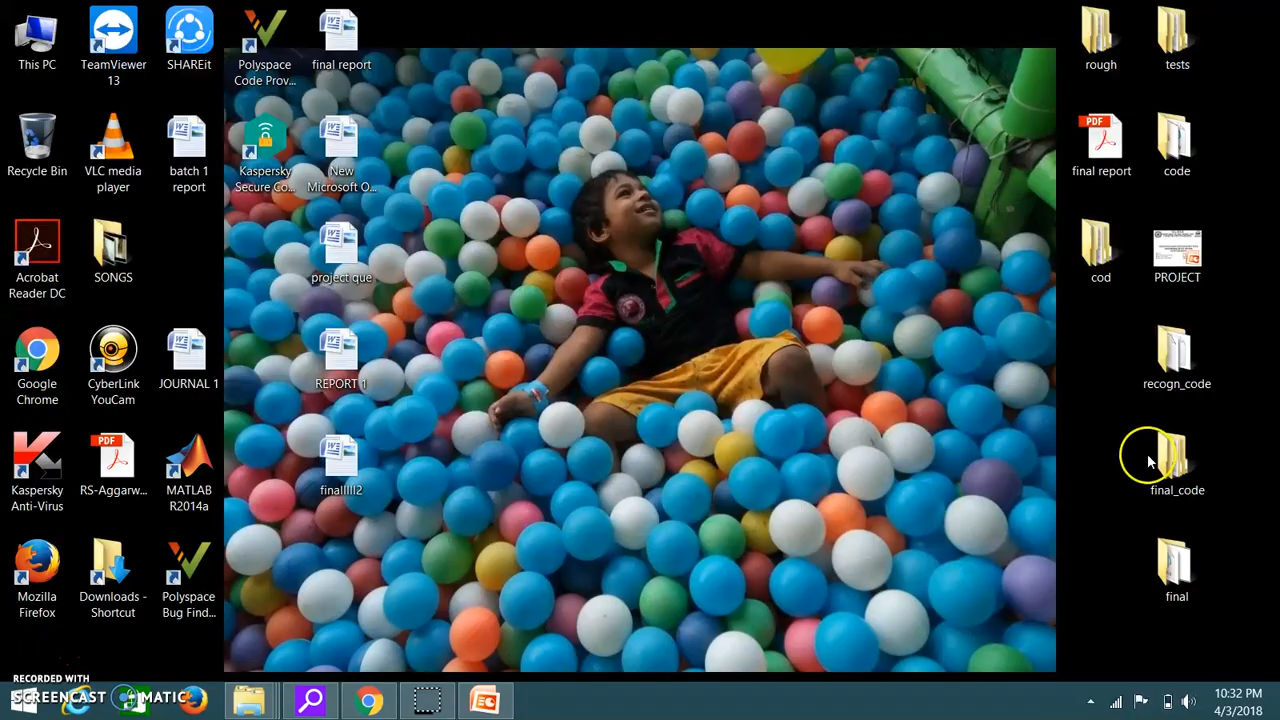 This PC
TeamViewer
13
SHAREit
Polyspace
Code Prov...
final report
rough
tests
Recycle Bin
VLC media
player
batch 1
report
Kaspersky
Secure Co...
New
Microsoft O...
PDF
final report
code
Acrobat
Reader DC
SONGS
project que
cod
PROJECT
Google
Chrome
CyberLink
YouCam
JOURNAL 1
REPORT 1
recogn_code
Kaspersky
Anti-Virus
PDF
RS-Aggarw...
MATLAB
R2014a
finalllll2
final_code
Mozilla
Firefox
Downloads -
Shortcut
Polyspace
Bug Find...
final
RECORDED WITH
SCREENCAST MATIC
10:32 PM
4/3/2018